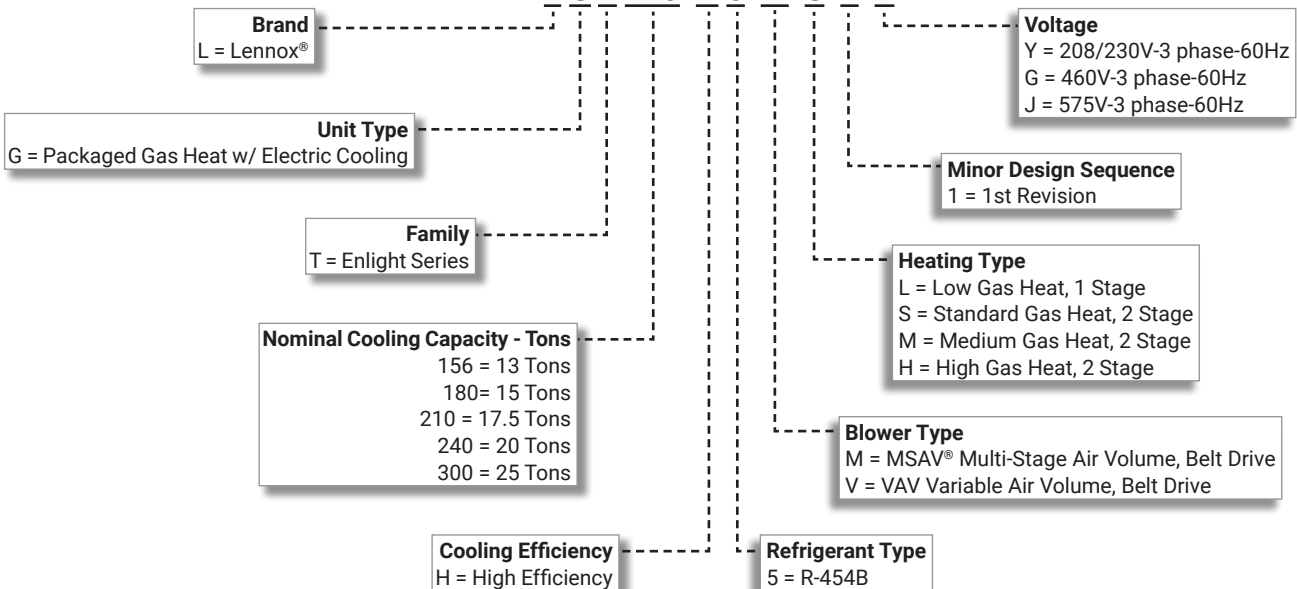 Brand
L = Lennox®
Voltage
Y = 208/230V-3 phase-60Hz
G = 460V-3 phase-60Hz
J = 575V-3 phase-60Hz
Unit Type
G = Packaged Gas Heat w/ Electric Cooling
Minor Design Sequence
1 = 1st Revision
Family
T = Enlight Series
Heating Type
L = Low Gas Heat, 1 Stage
S = Standard Gas Heat, 2 Stage
M = Medium Gas Heat, 2 Stage
H = High Gas Heat, 2 Stage
Nominal Cooling Capacity - Tons
156 = 13 Tons
180= 15 Tons
210 = 17.5 Tons
240 = 20 Tons
300 = 25 Tons
Blower Type
M = MSAV® Multi-Stage Air Volume, Belt Drive
V = VAV Variable Air Volume, Belt Drive
Cooling Efficiency
H = High Efficiency
Refrigerant Type
5 = R-454B